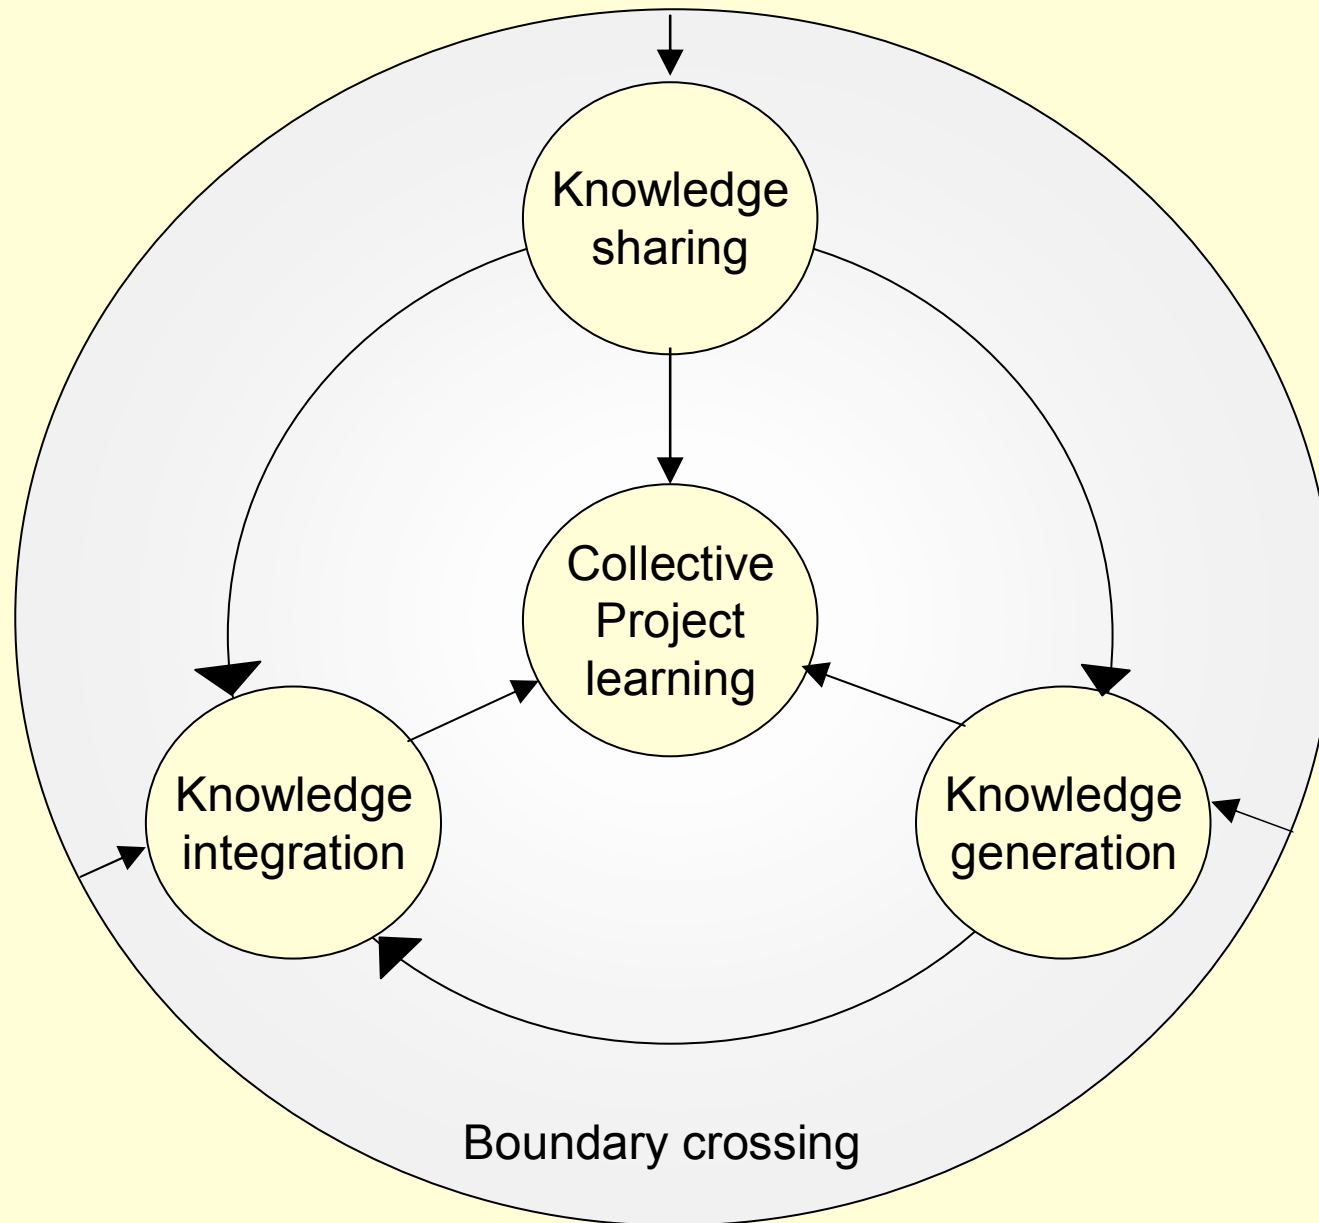 Knowledge
sharing
Collective
Project
learning
Knowledge
integration
Knowledge
generation
Boundary crossing